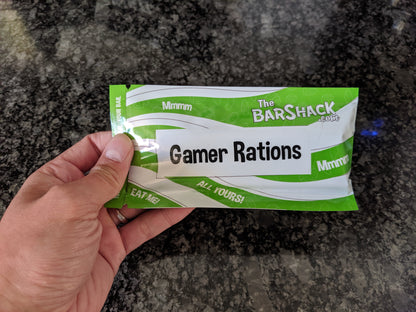 Mmmm
The
BARSHACK
.com
Gamer Rations
Mmmm
EAT ME!
ALL YOURS!